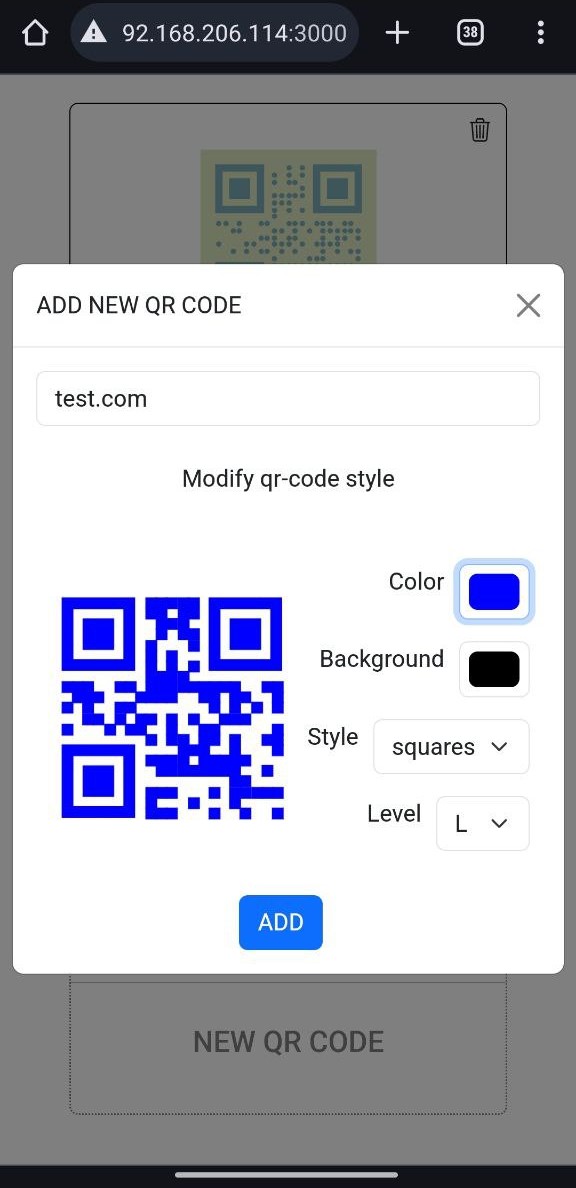 92.168.206.114:3000
38
ADD NEW QR CODE
test.com
Modify qr-code style
Color
Background
Style
squares
Level
L
ADD
NEW QR CODE